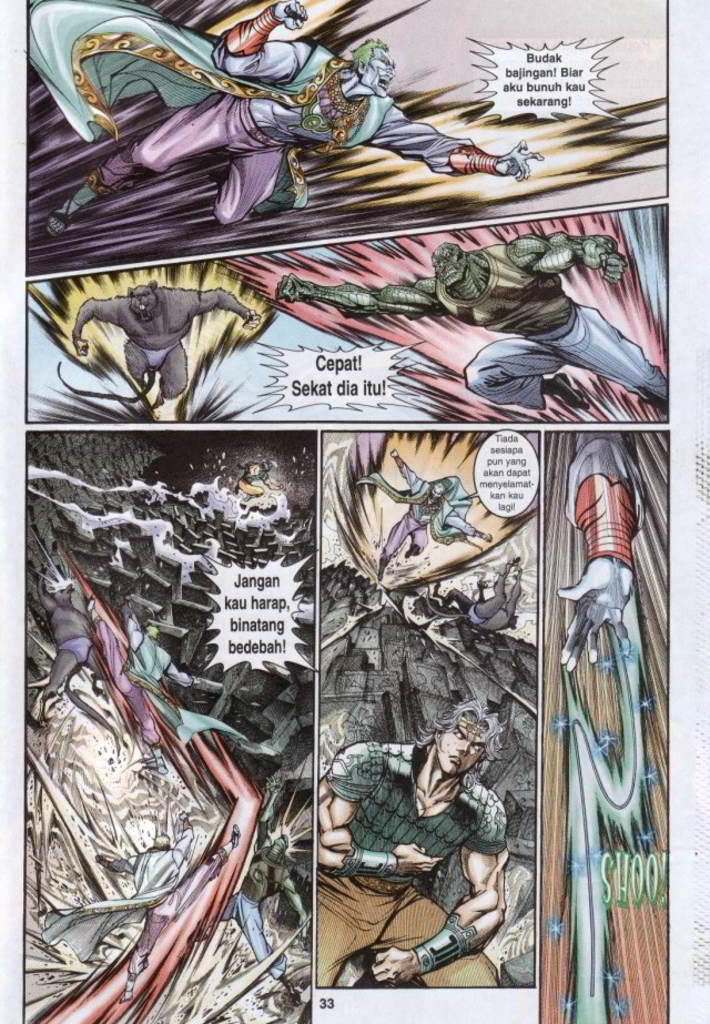 Budak
bajingan! Biar
aku bunuh kau
sekarang!
Cepat!
Sekat dia itu!
Jangan
kau harap,
binatang
bedebah!
Tiada
sesiapa
pun yang
akan dapat
menyelamat-
kan kau
lagi!
SHOO!
33